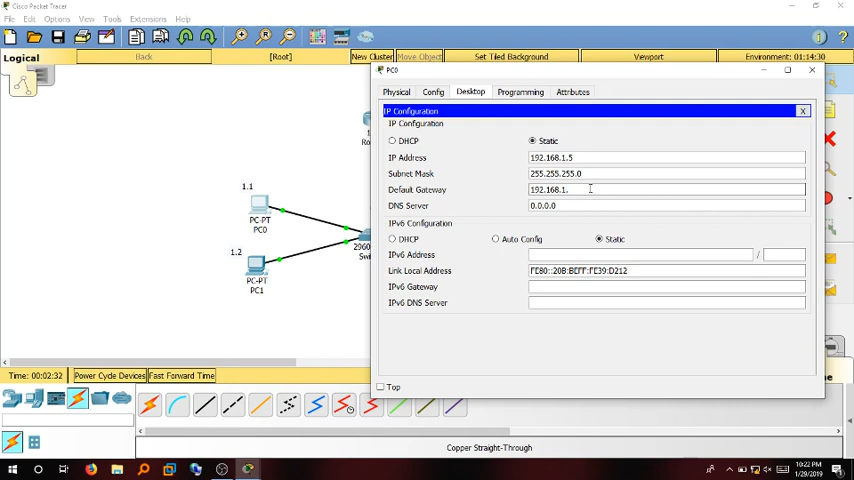 Cisco Packet Tracer
File Edit Options View Tools Extensions Help
Logical Back [Root] New Cluster Move Object Set Tiled Background Viewport Environment: 01:14:30
PC0
Physical Config Desktop Programming Attributes
IP Configuration X
IP Configuration
DHCP Static
IP Address 192.168.1.5
Subnet Mask 255.255.255.0
Default Gateway 192.168.1.
DNS Server 0.0.0.0
IPv6 Configuration
DHCP Auto Config Static
IPv6 Address /
Link Local Address FE80::20B:BEFF:FE39:D212
IPv6 Gateway
IPv6 DNS Server
Top
1.1
PC-PT
PC0
1.2
PC-PT
PC1
Ro
2960
Swi
Time: 00:02:32 Power Cycle Devices Fast Forward Time
Copper Straight-Through
10:22 PM
1/29/2019